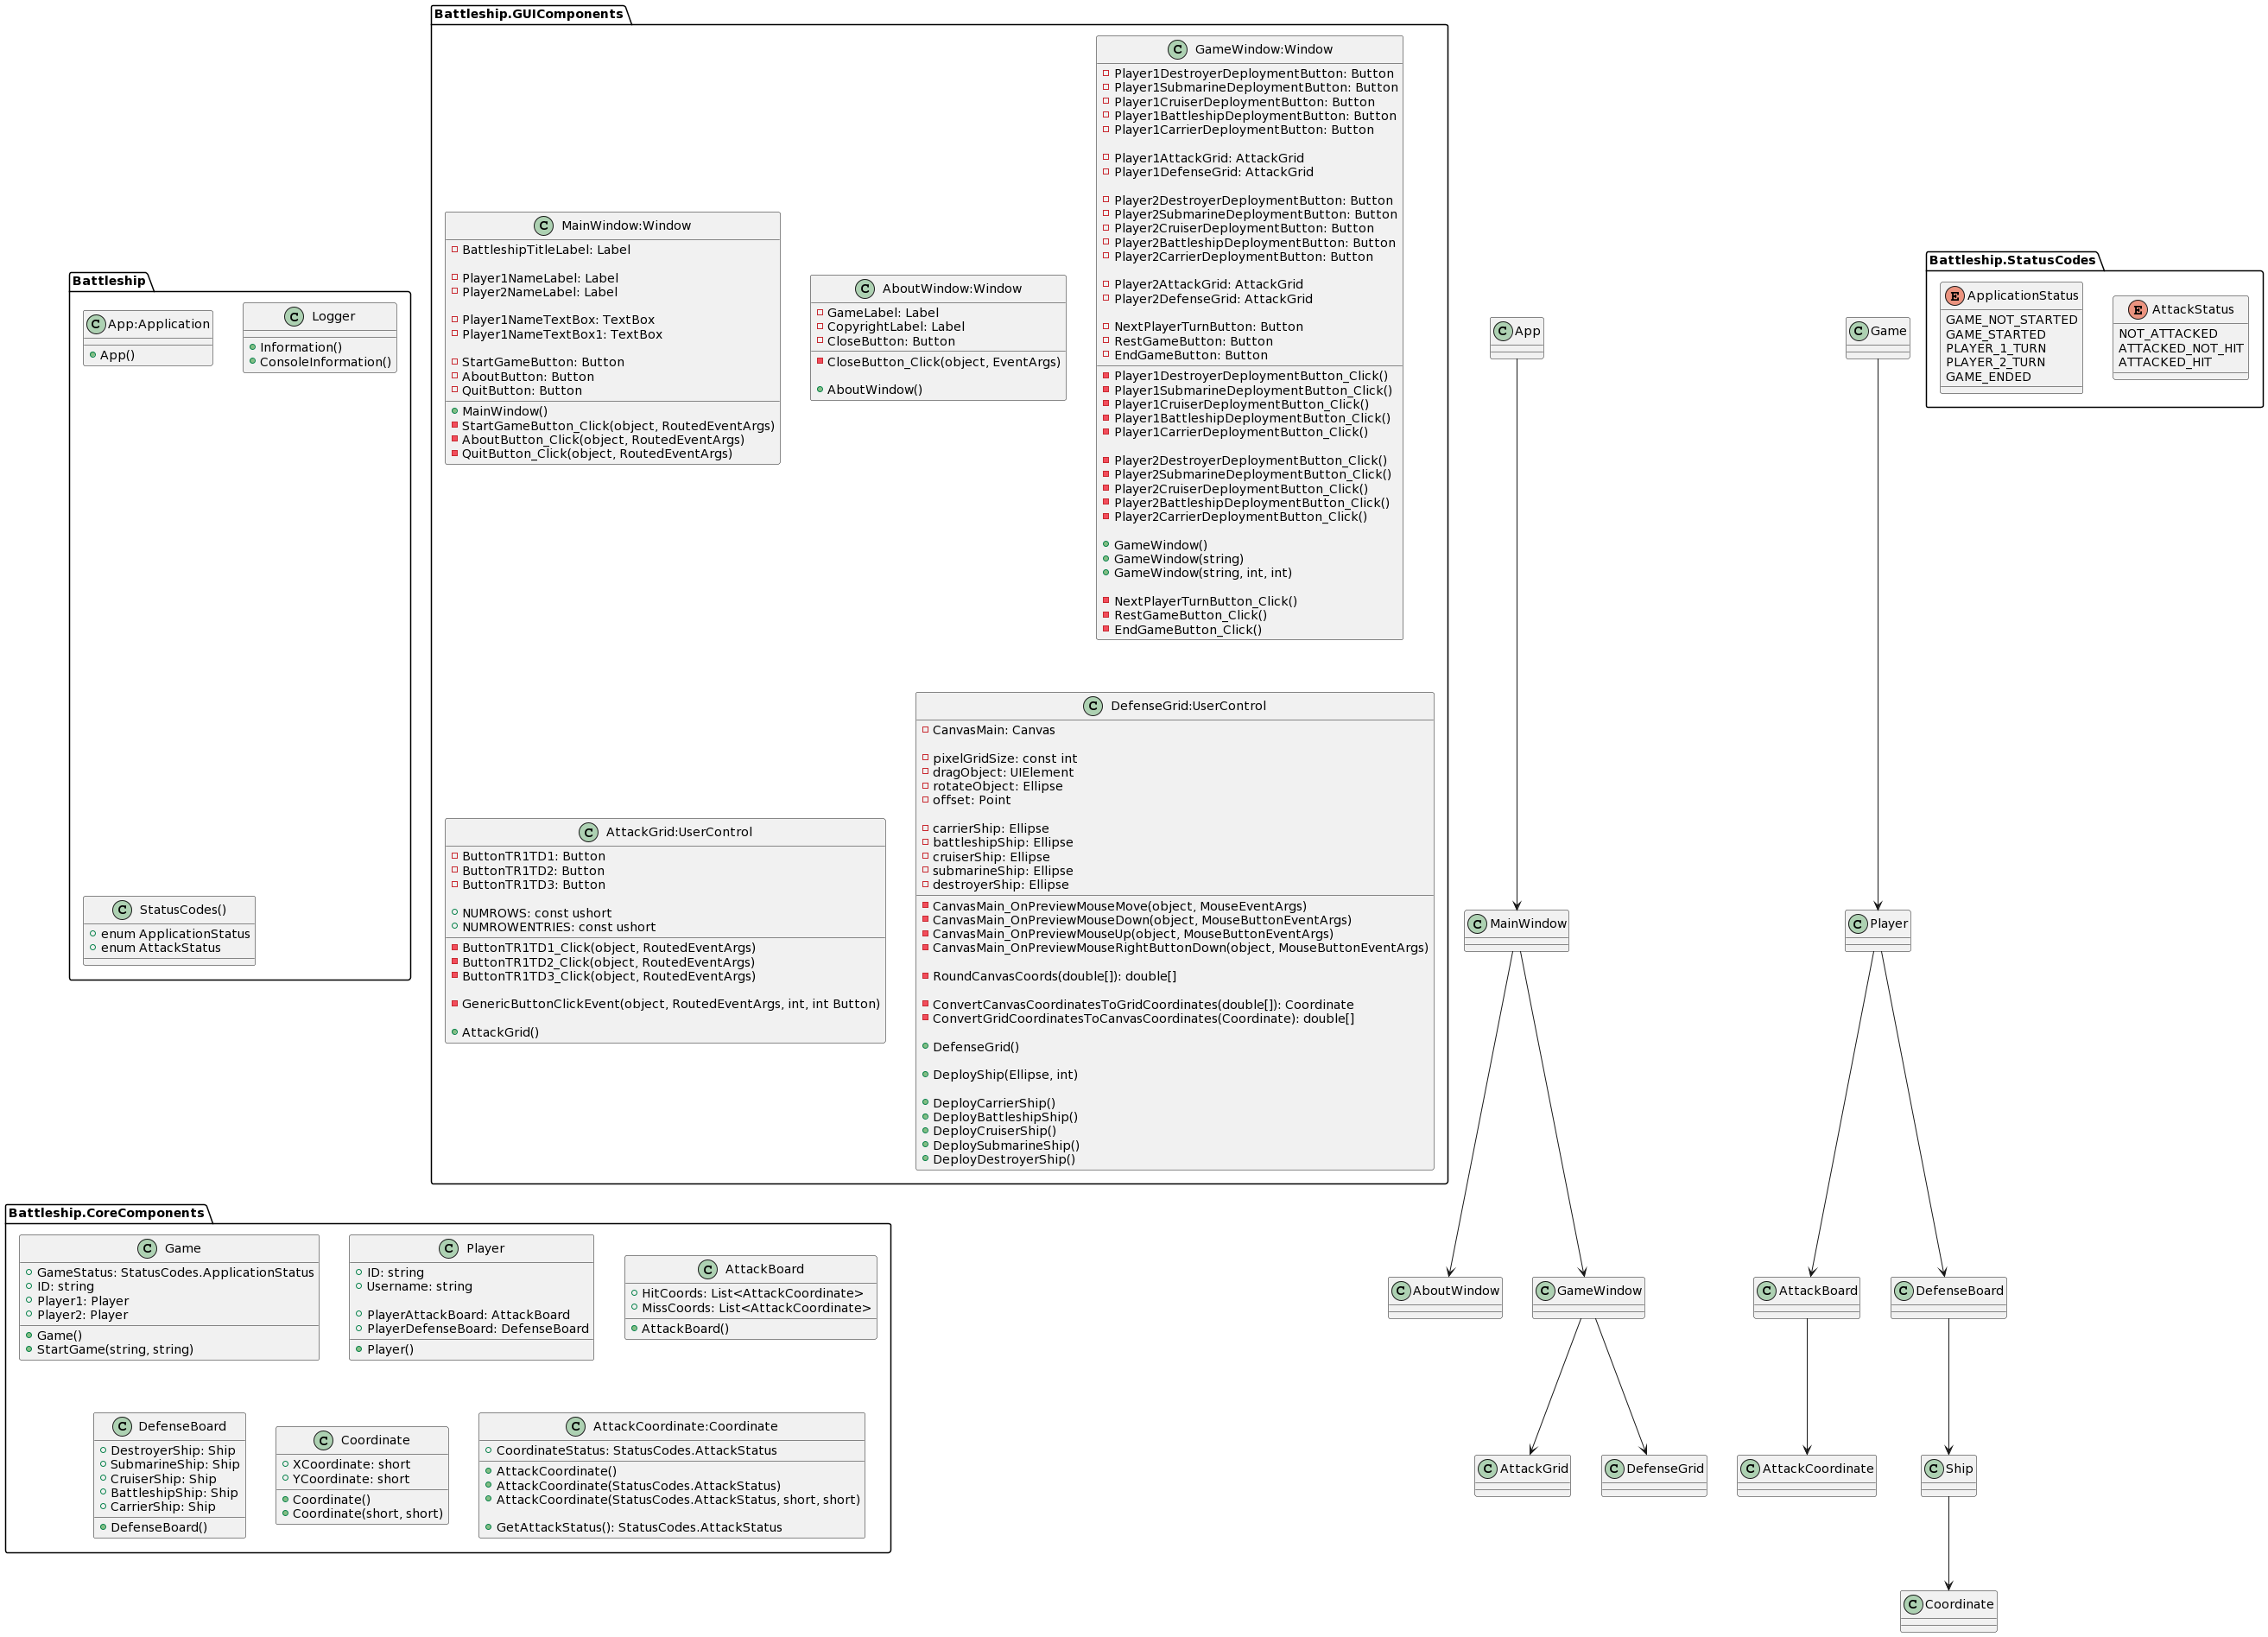 Battleship
App:Application
App()
Logger
Information()
ConsoleInformation()
StatusCodes()
enum ApplicationStatus
enum AttackStatus
Battleship.GUIComponents
MainWindow:Window
BattleshipTitleLabel: Label
Player1NameLabel: Label
Player2NameLabel: Label
Player1NameTextBox: TextBox
Player1NameTextBox1: TextBox
StartGameButton: Button
AboutButton: Button
QuitButton: Button
MainWindow()
StartGameButton_Click(object, RoutedEventArgs)
AboutButton_Click(object, RoutedEventArgs)
QuitButton_Click(object, RoutedEventArgs)
AboutWindow:Window
GameLabel: Label
CopyrightLabel: Label
CloseButton: Button
CloseButton_Click(object, EventArgs)
AboutWindow()
GameWindow:Window
Player1DestroyerDeploymentButton: Button
Player1SubmarineDeploymentButton: Button
Player1CruiserDeploymentButton: Button
Player1BattleshipDeploymentButton: Button
Player1CarrierDeploymentButton: Button
Player1AttackGrid: AttackGrid
Player1DefenseGrid: AttackGrid
Player2DestroyerDeploymentButton: Button
Player2SubmarineDeploymentButton: Button
Player2CruiserDeploymentButton: Button
Player2BattleshipDeploymentButton: Button
Player2CarrierDeploymentButton: Button
Player2AttackGrid: AttackGrid
Player2DefenseGrid: AttackGrid
NextPlayerTurnButton: Button
RestGameButton: Button
EndGameButton: Button
Player1DestroyerDeploymentButton_Click()
Player1SubmarineDeploymentButton_Click()
Player1CruiserDeploymentButton_Click()
Player1BattleshipDeploymentButton_Click()
Player1CarrierDeploymentButton_Click()
Player2DestroyerDeploymentButton_Click()
Player2SubmarineDeploymentButton_Click()
Player2CruiserDeploymentButton_Click()
Player2BattleshipDeploymentButton_Click()
Player2CarrierDeploymentButton_Click()
GameWindow()
GameWindow(string)
GameWindow(string, int, int)
NextPlayerTurnButton_Click()
RestGameButton_Click()
EndGameButton_Click()
AttackGrid:UserControl
ButtonTR1TD1: Button
ButtonTR1TD2: Button
ButtonTR1TD3: Button
NUMROWS: const ushort
NUMROWENTRIES: const ushort
ButtonTR1TD1_Click(object, RoutedEventArgs)
ButtonTR1TD2_Click(object, RoutedEventArgs)
ButtonTR1TD3_Click(object, RoutedEventArgs)
GenericButtonClickEvent(object, RoutedEventArgs, int, int Button)
AttackGrid()
DefenseGrid:UserControl
CanvasMain: Canvas
pixelGridSize: const int
dragObject: UIElement
rotateObject: Ellipse
offset: Point
carrierShip: Ellipse
battleshipShip: Ellipse
cruiserShip: Ellipse
submarineShip: Ellipse
destroyerShip: Ellipse
CanvasMain_OnPreviewMouseMove(object, MouseEventArgs)
CanvasMain_OnPreviewMouseDown(object, MouseButtonEventArgs)
CanvasMain_OnPreviewMouseUp(object, MouseButtonEventArgs)
CanvasMain_OnPreviewMouseRightButtonDown(object, MouseButtonEventArgs)
RoundCanvasCoords(double[]): double[]
ConvertCanvasCoordinatesToGridCoordinates(double[]): Coordinate
ConvertGridCoordinatesToCanvasCoordinates(Coordinate): double[]
DefenseGrid()
DeployShip(Ellipse, int)
DeployCarrierShip()
DeployBattleshipShip()
DeployCruiserShip()
DeploySubmarineShip()
DeployDestroyerShip()
Battleship.StatusCodes
ApplicationStatus
GAME_NOT_STARTED
GAME_STARTED
PLAYER_1_TURN
PLAYER_2_TURN
GAME_ENDED
AttackStatus
NOT_ATTACKED
ATTACKED_NOT_HIT
ATTACKED_HIT
Battleship.CoreComponents
Game
GameStatus: StatusCodes.ApplicationStatus
ID: string
Player1: Player
Player2: Player
Game()
StartGame(string, string)
Player
ID: string
Username: string
PlayerAttackBoard: AttackBoard
PlayerDefenseBoard: DefenseBoard
Player()
AttackBoard
HitCoords: List<AttackCoordinate>
MissCoords: List<AttackCoordinate>
AttackBoard()
DefenseBoard
DestroyerShip: Ship
SubmarineShip: Ship
CruiserShip: Ship
BattleshipShip: Ship
CarrierShip: Ship
DefenseBoard()
Coordinate
XCoordinate: short
YCoordinate: short
Coordinate()
Coordinate(short, short)
AttackCoordinate:Coordinate
CoordinateStatus: StatusCodes.AttackStatus
AttackCoordinate()
AttackCoordinate(StatusCodes.AttackStatus)
AttackCoordinate(StatusCodes.AttackStatus, short, short)
GetAttackStatus(): StatusCodes.AttackStatus
App
MainWindow
AboutWindow
GameWindow
AttackGrid
DefenseGrid
Game
Player
AttackBoard
DefenseBoard
AttackCoordinate
Ship
Coordinate